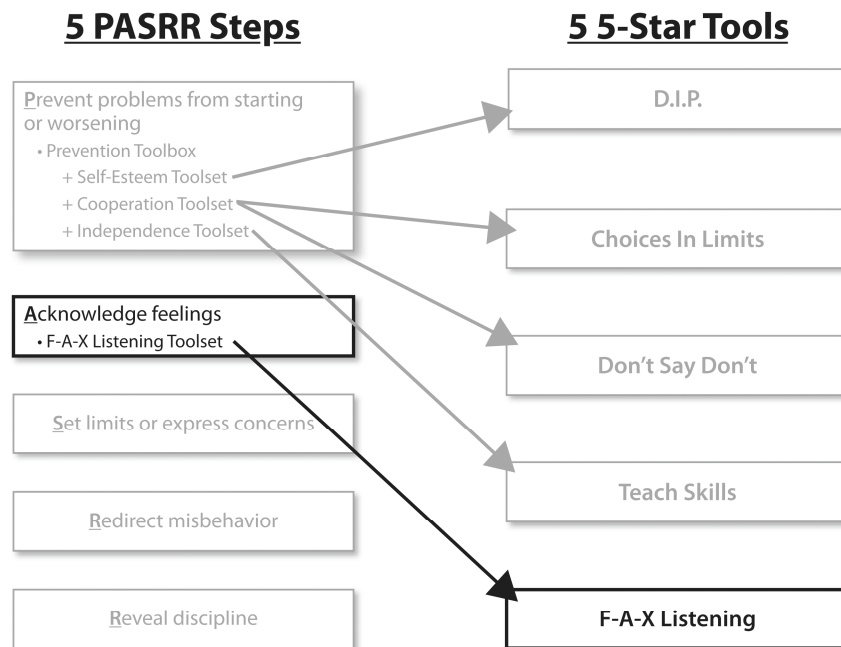 5 PASRR Steps
Prevent problems from starting
or worsening
• Prevention Toolbox
+ Self-Esteem Toolset
+ Cooperation Toolset
+ Independence Toolset
Acknowledge feelings
• F-A-X Listening Toolset
Set limits or express concerns
Redirect misbehavior
Reveal discipline
5 5-Star Tools
D.I.P.
Choices In Limits
Don’t Say Don’t
Teach Skills
F-A-X Listening